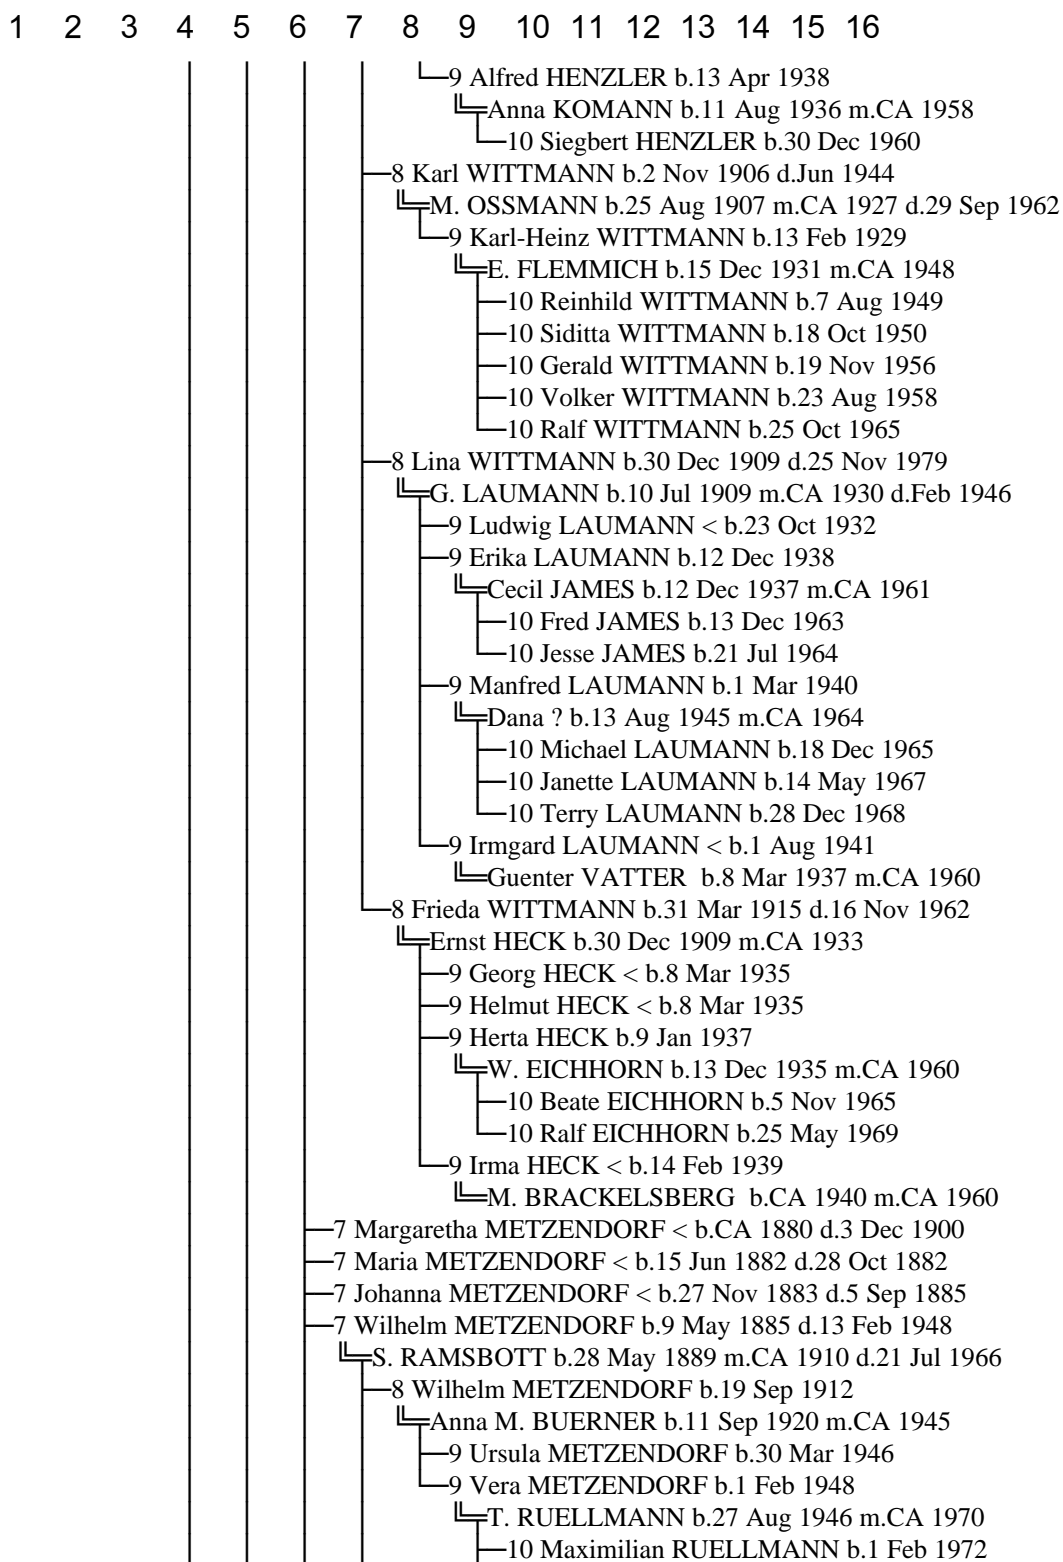 1 2 3 4 5 6 7 8 9 10 11 12 13 14 15 16
9 Alfred HENZLER b.13 Apr 1938
Anna KOMANN b.11 Aug 1936 m.CA 1958
10 Siegbert HENZLER b.30 Dec 1960
8 Karl WITTMANN b.2 Nov 1906 d.Jun 1944
M. OSSMANN b.25 Aug 1907 m.CA 1927 d.29 Sep 1962
9 Karl-Heinz WITTMANN b.13 Feb 1929
E. FLEMMICH b.15 Dec 1931 m.CA 1948
10 Reinhild WITTMANN b.7 Aug 1949
10 Siditta WITTMANN b.18 Oct 1950
10 Gerald WITTMANN b.19 Nov 1956
10 Volker WITTMANN b.23 Aug 1958
10 Ralf WITTMANN b.25 Oct 1965
8 Lina WITTMANN b.30 Dec 1909 d.25 Nov 1979
G. LAUMANN b.10 Jul 1909 m.CA 1930 d.Feb 1946
9 Ludwig LAUMANN < b.23 Oct 1932
9 Erika LAUMANN b.12 Dec 1938
Cecil JAMES b.12 Dec 1937 m.CA 1961
10 Fred JAMES b.13 Dec 1963
10 Jesse JAMES b.21 Jul 1964
9 Manfred LAUMANN b.1 Mar 1940
Dana ? b.13 Aug 1945 m.CA 1964
10 Michael LAUMANN b.18 Dec 1965
10 Janette LAUMANN b.14 May 1967
10 Terry LAUMANN b.28 Dec 1968
9 Irmgard LAUMANN < b.1 Aug 1941
Guenter VATTER b.8 Mar 1937 m.CA 1960
8 Frieda WITTMANN b.31 Mar 1915 d.16 Nov 1962
Ernst HECK b.30 Dec 1909 m.CA 1933
9 Georg HECK < b.8 Mar 1935
9 Helmut HECK < b.8 Mar 1935
9 Herta HECK b.9 Jan 1937
W. EICHHORN b.13 Dec 1935 m.CA 1960
10 Beate EICHHORN b.5 Nov 1965
10 Ralf EICHHORN b.25 May 1969
9 Irma HECK < b.14 Feb 1939
M. BRACKELSBERG b.CA 1940 m.CA 1960
7 Margaretha METZENDORF < b.CA 1880 d.3 Dec 1900
7 Maria METZENDORF < b.15 Jun 1882 d.28 Oct 1882
7 Johanna METZENDORF < b.27 Nov 1883 d.5 Sep 1885
7 Wilhelm METZENDORF b.9 May 1885 d.13 Feb 1948
S. RAMSBOTT b.28 May 1889 m.CA 1910 d.21 Jul 1966
8 Wilhelm METZENDORF b.19 Sep 1912
Anna M. BUERNER b.11 Sep 1920 m.CA 1945
9 Ursula METZENDORF b.30 Mar 1946
9 Vera METZENDORF b.1 Feb 1948
T. RUELLMANN b.27 Aug 1946 m.CA 1970
10 Maximilian RUELLMANN b.1 Feb 1972